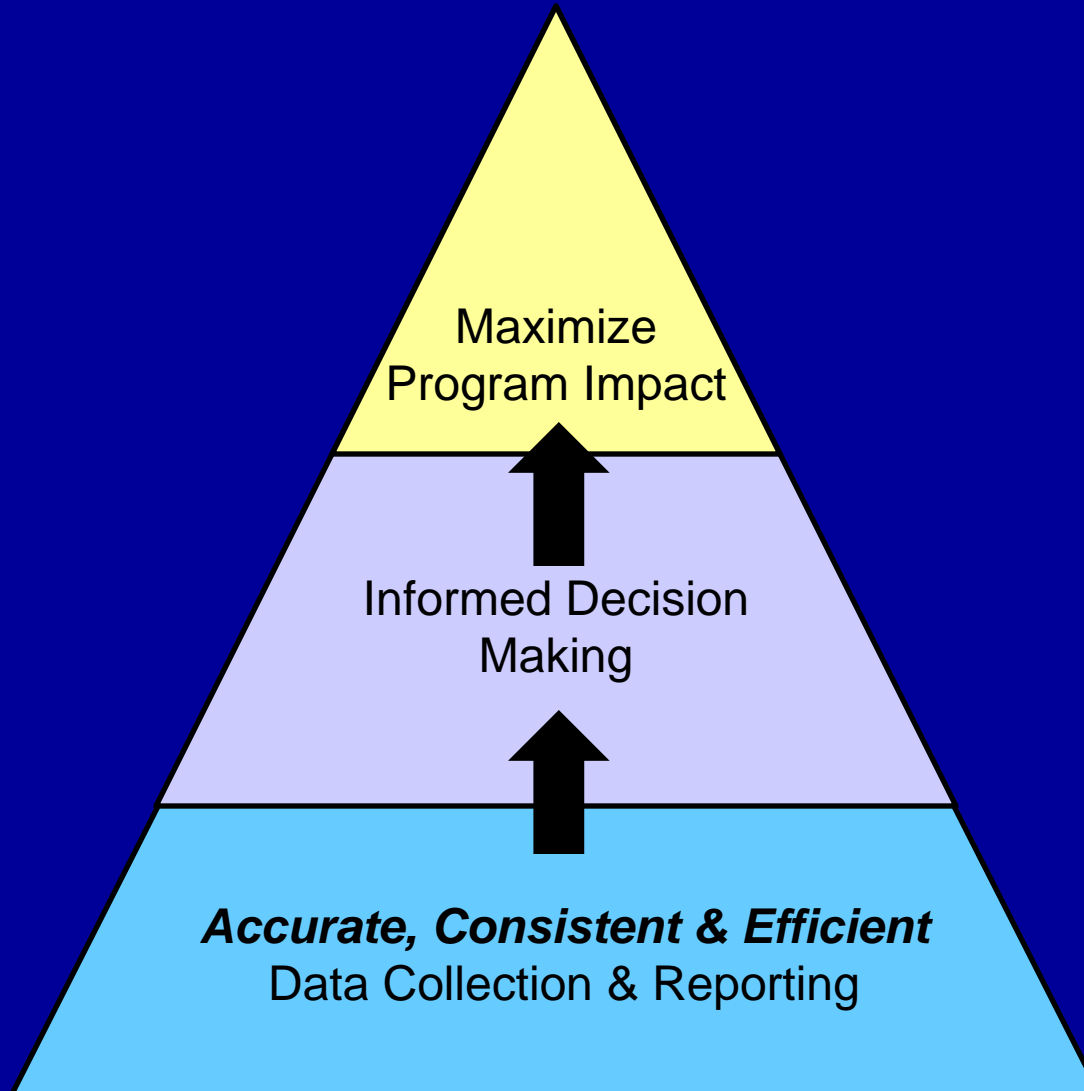 Maximize
Program Impact
Informed Decision
Making
Accurate, Consistent & Efficient
Data Collection & Reporting